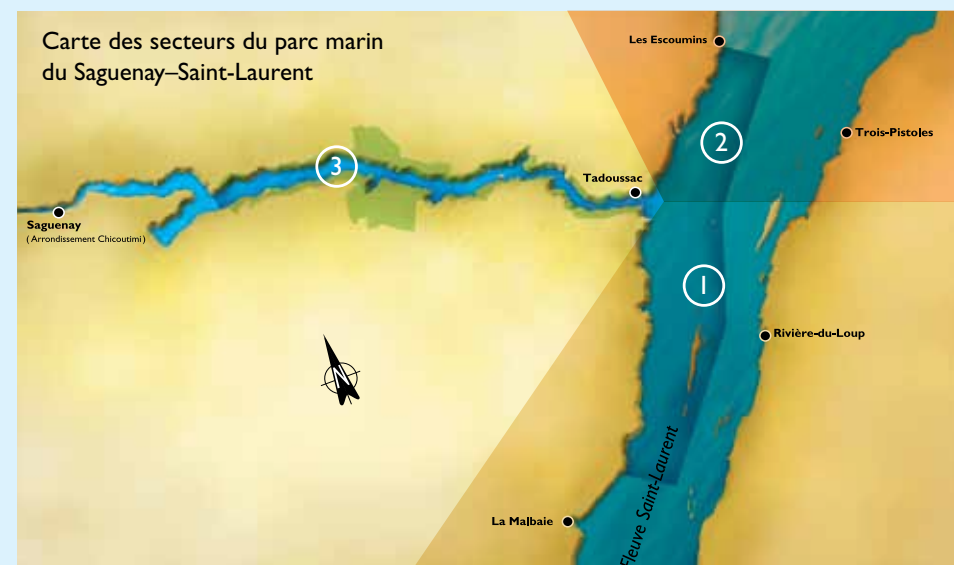 Carte des secteurs du parc marin
du Saguenay–Saint-Laurent
Les Escoumins
2
Trois-Pistoles
3
Tadoussac
Saguenay
(Arrondissement Chicoutimi)
1
Rivière-du-Loup
N
La Malbaie
Fleuve Saint-Laurent